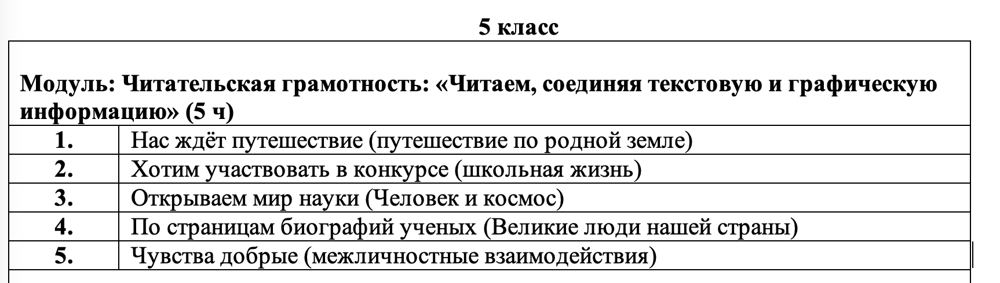 5 класс
Модуль: Читательская грамотность: «Читаем, соединяя текстовую и графическую
информацию» (5 ч)
1. Нас ждёт путешествие (путешествие по родной земле)
2. Хотим участвовать в конкурсе (школьная жизнь)
3. Открываем мир науки (Человек и космос)
4. По страницам биографий ученых (Великие люди нашей страны)
5. Чувства добрые (межличностные взаимодействия)